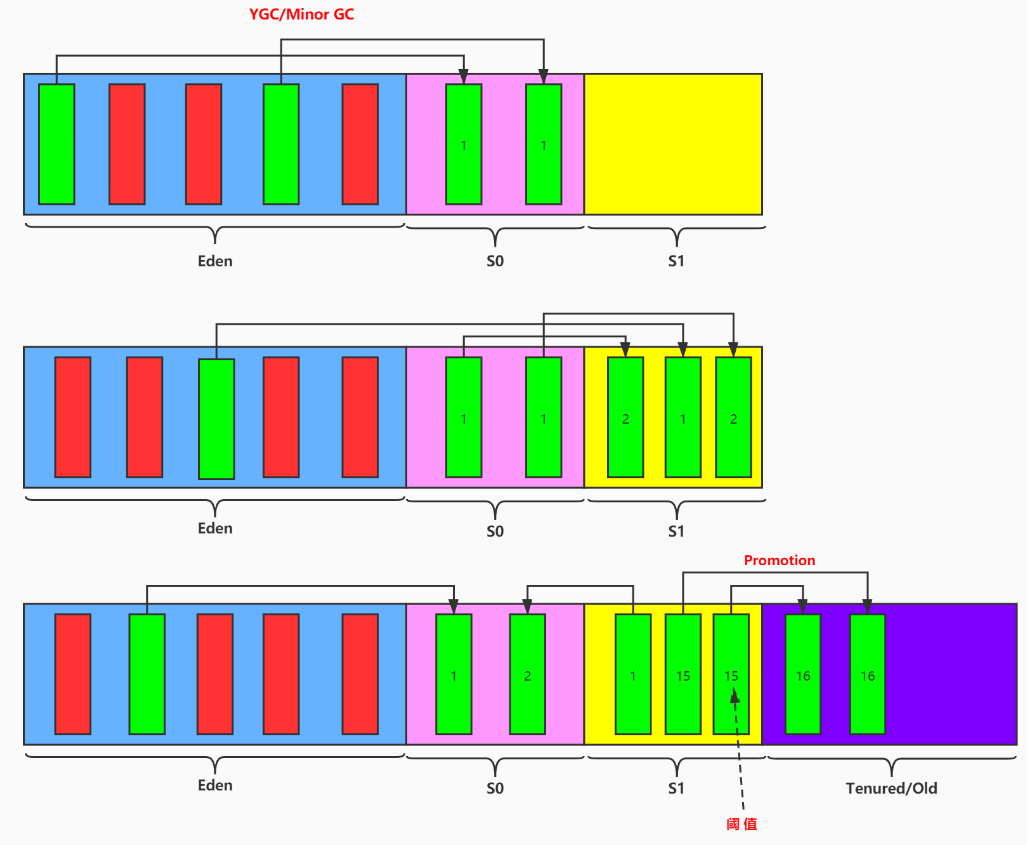 YGC/Minor GC
1 1
Eden S0 S1
1 1 2 1 2
Eden S0 S1
Promotion
1 2 1 15 15 16 16
Eden S0 S1 Tenured/Old
阈值